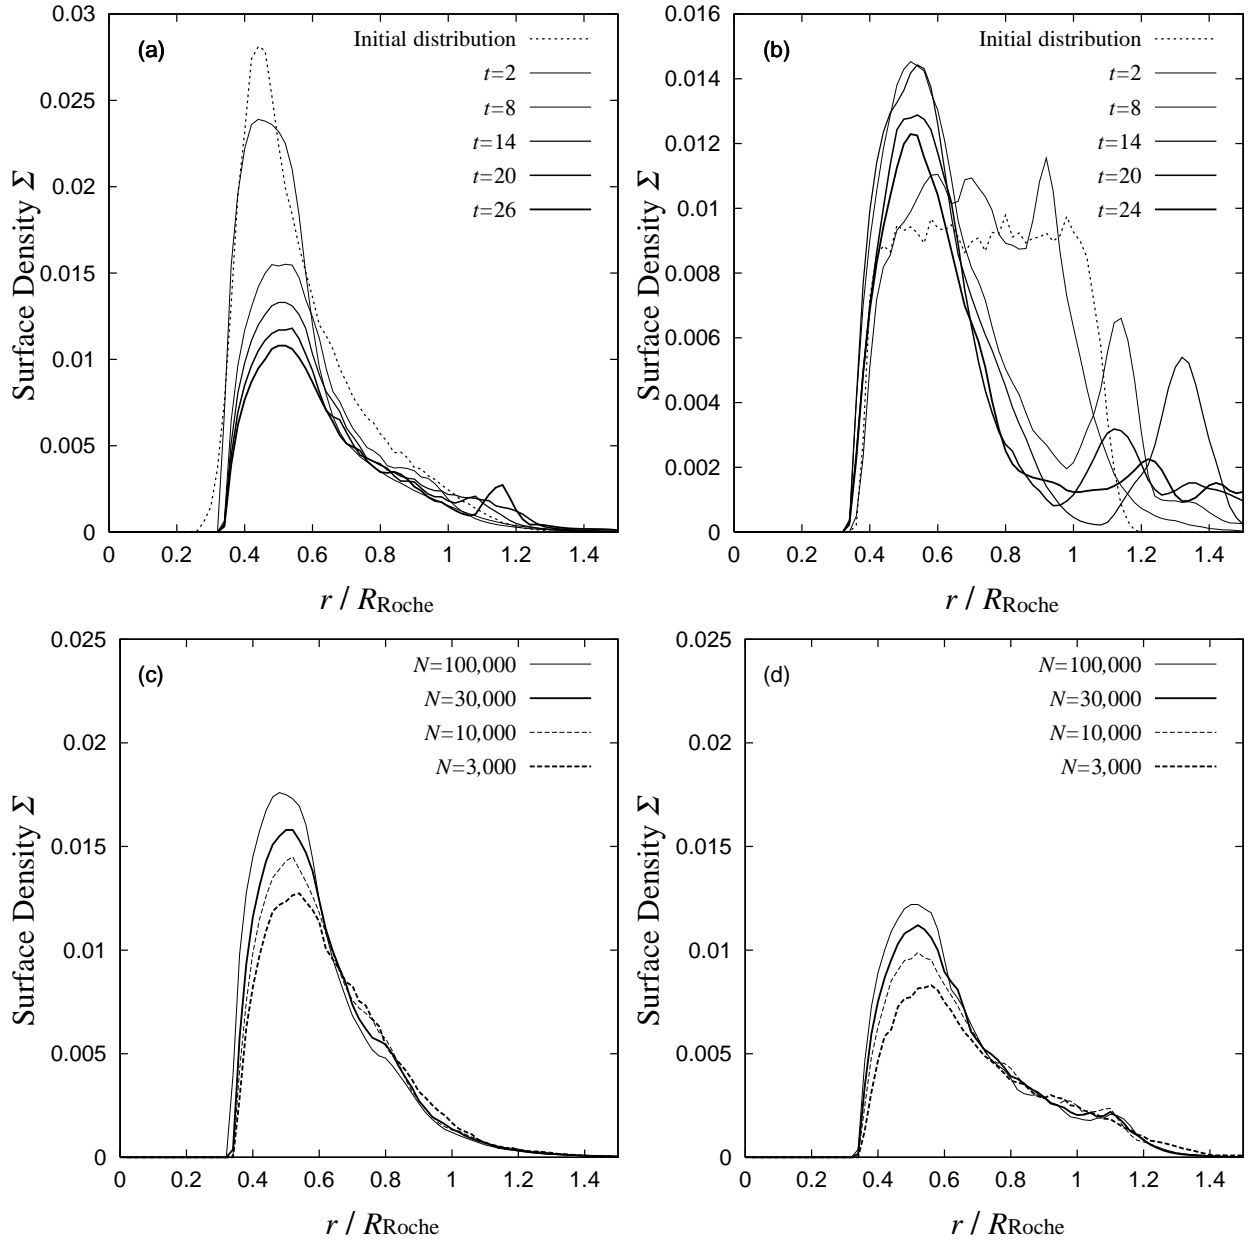 (a)
Initial distribution
t=2
t=8
t=14
t=20
t=26
0.03
0.025
0.02
0.015
0.01
0.005
0
Surface Density Σ
0 0.2 0.4 0.6 0.8 1 1.2 1.4
r / RRoche
(b)
Initial distribution
t=2
t=8
t=14
t=20
t=24
0.016
0.014
0.012
0.01
0.008
0.006
0.004
0.002
0
Surface Density Σ
0 0.2 0.4 0.6 0.8 1 1.2 1.4
r / RRoche
(c)
N=100,000
N=30,000
N=10,000
N=3,000
0.025
0.02
0.015
0.01
0.005
0
Surface Density Σ
0 0.2 0.4 0.6 0.8 1 1.2 1.4
r / RRoche
(d)
N=100,000
N=30,000
N=10,000
N=3,000
0.025
0.02
0.015
0.01
0.005
0
Surface Density Σ
0 0.2 0.4 0.6 0.8 1 1.2 1.4
r / RRoche